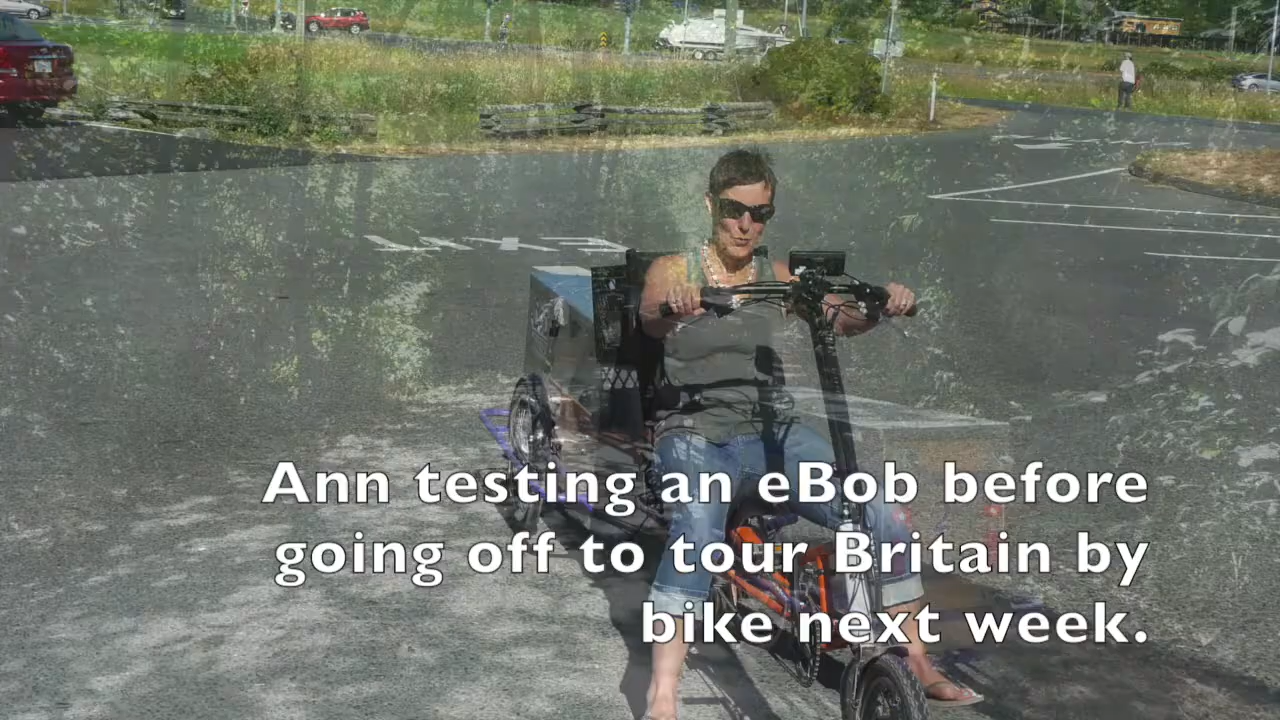 Ann testing an eBob before
going off to tour Britain by
bike next week.